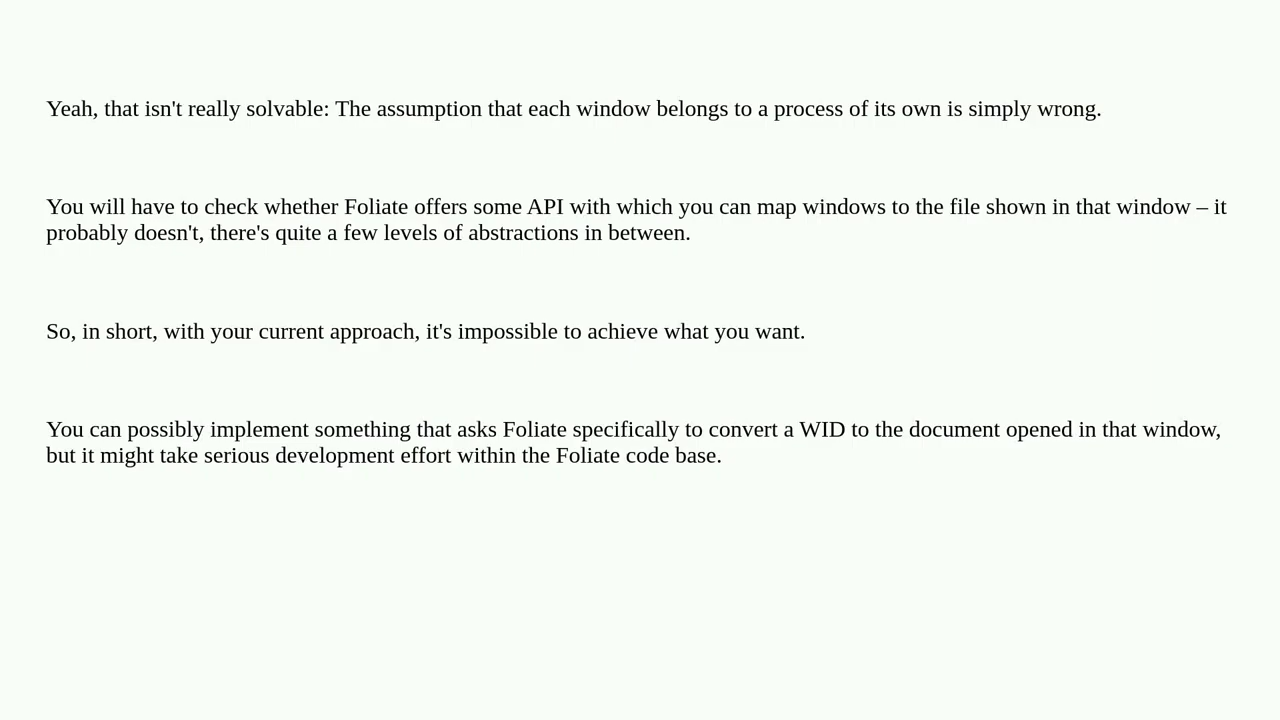 Yeah, that isn't really solvable: The assumption that each window belongs to a process of its own is simply wrong.
You will have to check whether Foliate offers some API with which you can map windows to the file shown in that window – it
probably doesn't, there's quite a few levels of abstractions in between.
So, in short, with your current approach, it's impossible to achieve what you want.
You can possibly implement something that asks Foliate specifically to convert a WID to the document opened in that window,
but it might take serious development effort within the Foliate code base.